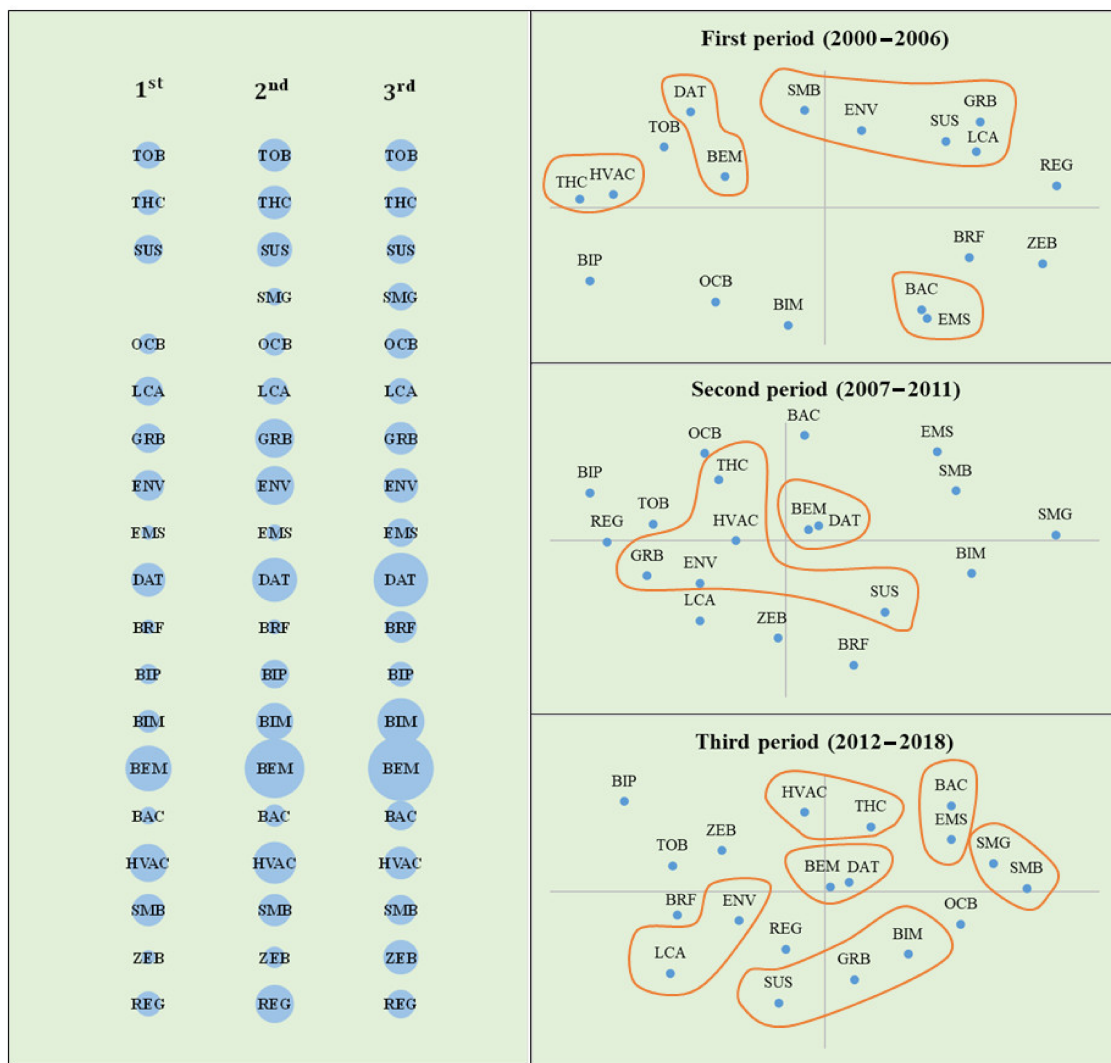 1st 2nd 3rd
TOB TOB TOB
THC THC THC
SUS SUS SUS
SMG SMG
OCB OCB OCB
LCA LCA LCA
GRB GRB GRB
ENV ENV ENV
EMS EMS EMS
DAT DAT DAT
BRF BRF BRF
BIP BIP BIP
BIM BIM BIM
BEM BEM BEM
BAC BAC BAC
HVAC HVAC HVAC
SMB SMB SMB
ZEB ZEB ZEB
REG REG REG
First period (2000–2006)
DAT
SMB
ENV
GRB
TOB
SUS
LCA
BEM
REG
THC
HVAC
BRF
ZEB
BIP
OCB
BIM
BAC
EMS
Second period (2007–2011)
BAC
OCB
EMS
THC
SMB
BIP
TOB
BEM
DAT
SMG
REG
HVAC
GRB
ENV
BIM
SUS
LCA
ZEB
BRF
Third period (2012–2018)
BIP
HVAC
THC
BAC
EMS
ZEB
TOB
SMG
SMB
BEM
DAT
BRF
ENV
OCB
REG
BIM
LCA
GRB
SUS